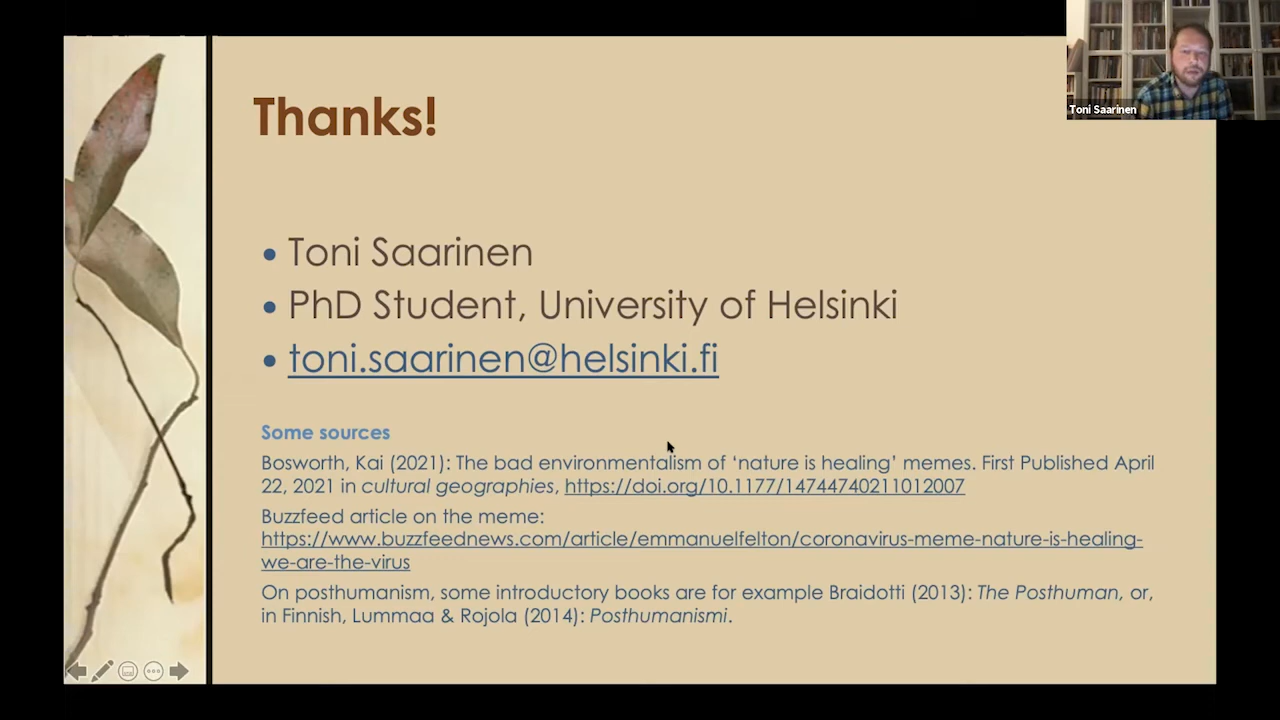 Thanks!
Toni Saarinen
• Toni Saarinen
• PhD Student, University of Helsinki
• toni.saarinen@helsinki.fi
Some sources
Bosworth, Kai (2021): The bad environmentalism of ‘nature is healing’ memes. First Published April
22, 2021 in cultural geographies, https://doi.org/10.1177/14744740211012007
Buzzfeed article on the meme:
https://www.buzzfeednews.com/article/emmanuelfelton/coronavirus-meme-nature-is-healing-
we-are-the-virus
On posthumanism, some introductory books are for example Braidotti (2013): The Posthuman, or,
in Finnish, Lummaa & Rojola (2014): Posthumanismi.